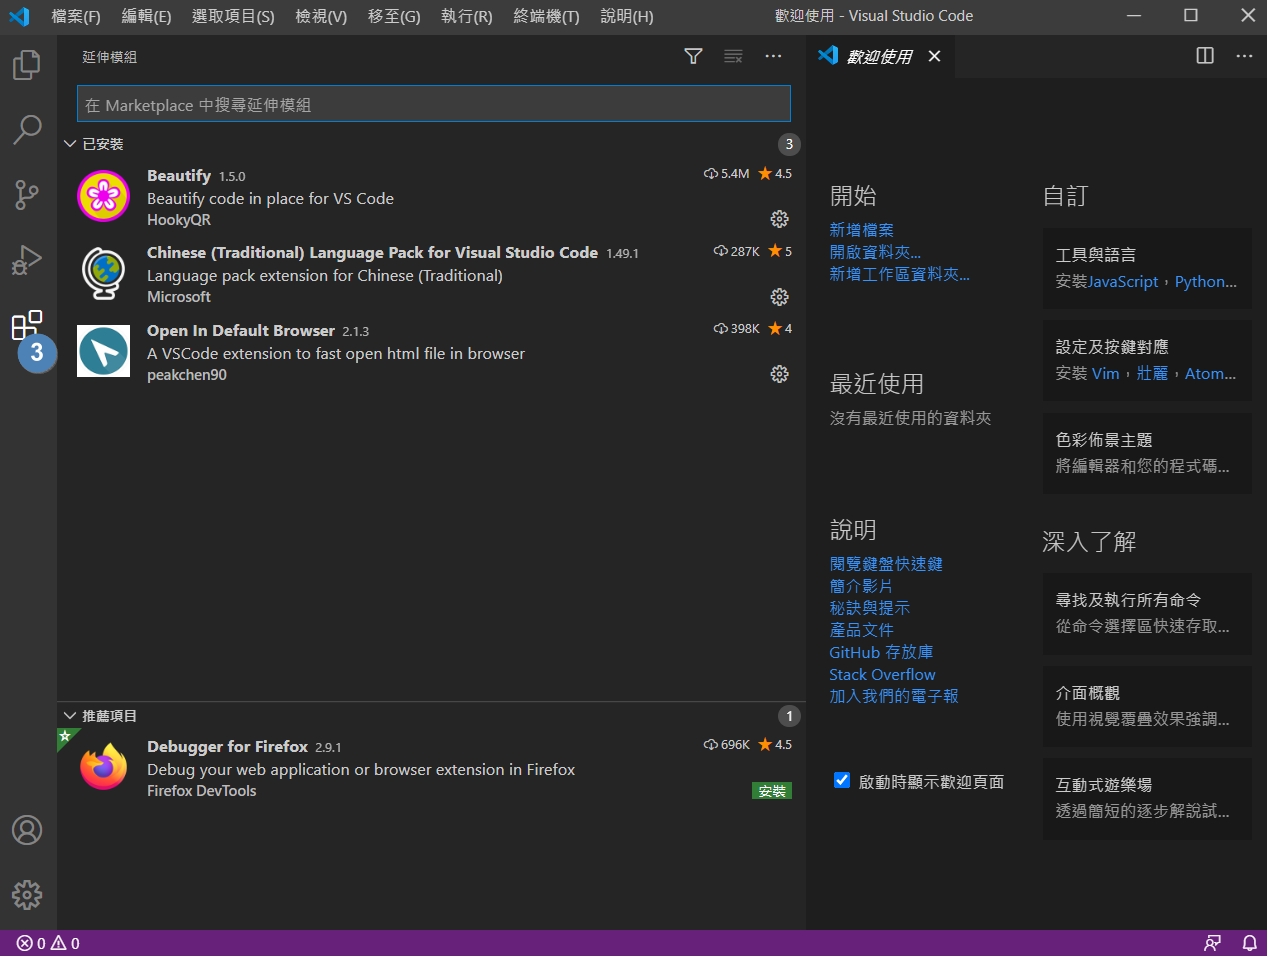 檔案(F) 編輯(E) 選取項目(S) 檢視(V) 移至(G) 執行(R) 終端機(T) 說明(H) 歡迎使用 - Visual Studio Code
延伸模組
在 Marketplace 中搜尋延伸模組
已安裝 3
Beautify 1.5.0 5.4M 4.5
Beautify code in place for VS Code
HookyQR
Chinese (Traditional) Language Pack for Visual Studio Code 1.49.1 287K 5
Language pack extension for Chinese (Traditional)
Microsoft
Open In Default Browser 2.1.3 398K 4
A VSCode extension to fast open html file in browser
peakchen90
3
推薦項目 1
Debugger for Firefox 2.9.1 696K 4.5
Debug your web application or browser extension in Firefox
Firefox DevTools 安裝
歡迎使用
開始
新增檔案
開啟資料夾...
新增工作區資料夾...
最近使用
沒有最近使用的資料夾
說明
閱覽鍵盤快速鍵
簡介影片
秘訣與提示
產品文件
GitHub 存放庫
Stack Overflow
加入我們的電子報
啟動時顯示歡迎頁面
自訂
工具與語言
安裝JavaScript，Python...
設定及按鍵對應
安裝 Vim，壯麗，Atom...
色彩佈景主題
將編輯器和您的程式碼...
深入了解
尋找及執行所有命令
從命令選擇區快速存取...
介面概觀
使用視覺覆疊效果強調...
互動式遊樂場
透過簡短的逐步解說試...
0 0